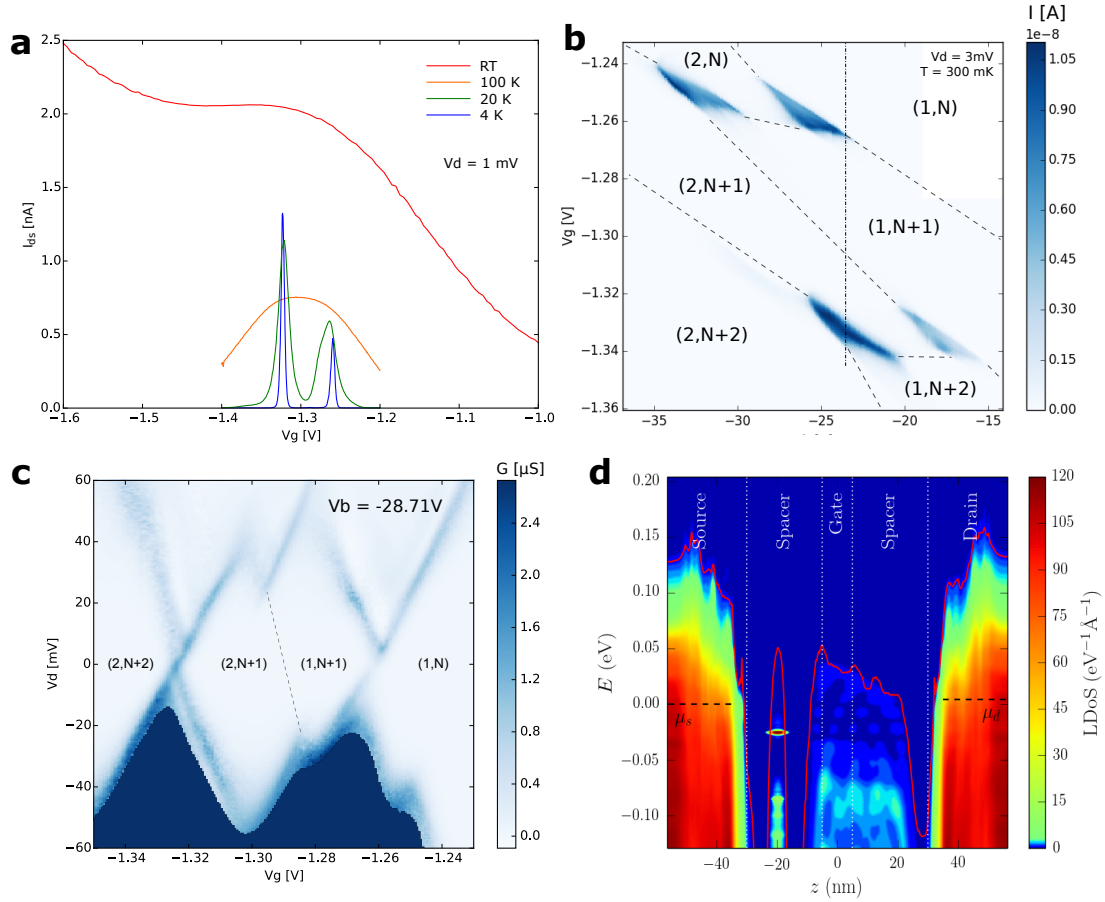 a
2.5
2.0
1.5
1.0
0.5
0.0
I_ds [nA]
−1.6 −1.5 −1.4 −1.3 −1.2 −1.1 −1.0
Vg [V]
RT
100 K
20 K
4 K
Vd = 1 mV
b
Vg [V]
−1.24
−1.26
−1.28
−1.30
−1.32
−1.34
−1.36
−35 −30 −25 −20 −15
(2,N)
Vd = 3mV
T = 300 mK
(1,N)
(2,N+1)
(1,N+1)
(2,N+2)
(1,N+2)
I [A]
1e-8
1.05
0.90
0.75
0.60
0.45
0.30
0.15
0.00
c
Vd [mV]
60
40
20
0
−20
−40
−60
−1.34 −1.32 −1.30 −1.28 −1.26 −1.24
Vg [V]
Vb = -28.71V
(2,N+2)
(2,N+1)
(1,N+1)
(1,N)
G [µS]
2.4
2.0
1.6
1.2
0.8
0.4
0.0
d
E (eV)
0.20
0.15
0.10
0.05
0.00
−0.05
−0.10
−40 −20 0 20 40
z (nm)
Source
Spacer
Gate
Spacer
Drain
μ_s
μ_d
120
105
90
75
60
45
30
15
0
LDoS (eV⁻¹Å⁻¹)